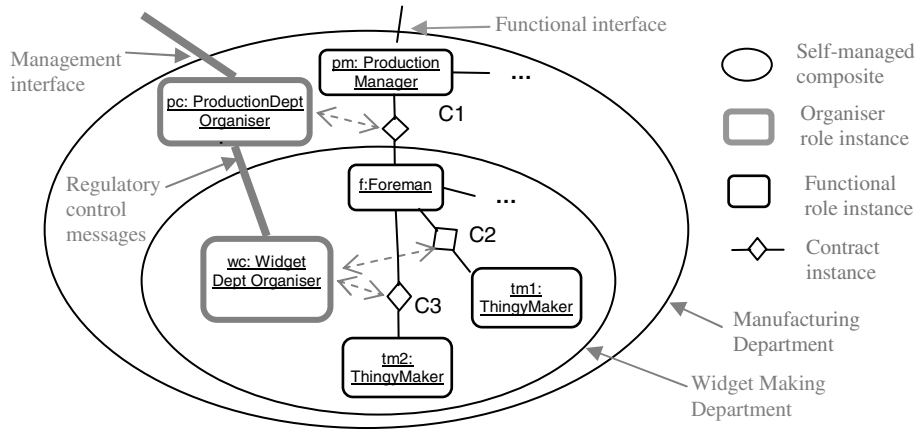 Functional interface
Management
interface
pm: Production
Manager
...
pc: ProductionDept
Organiser
C1
Regulatory
control
messages
f:Foreman
...
C2
wc: Widget
Dept Organiser
C3
tm1:
ThingyMaker
tm2:
ThingyMaker
Self-managed
composite
Organiser
role instance
Functional
role instance
Contract
instance
Manufacturing
Department
Widget Making
Department